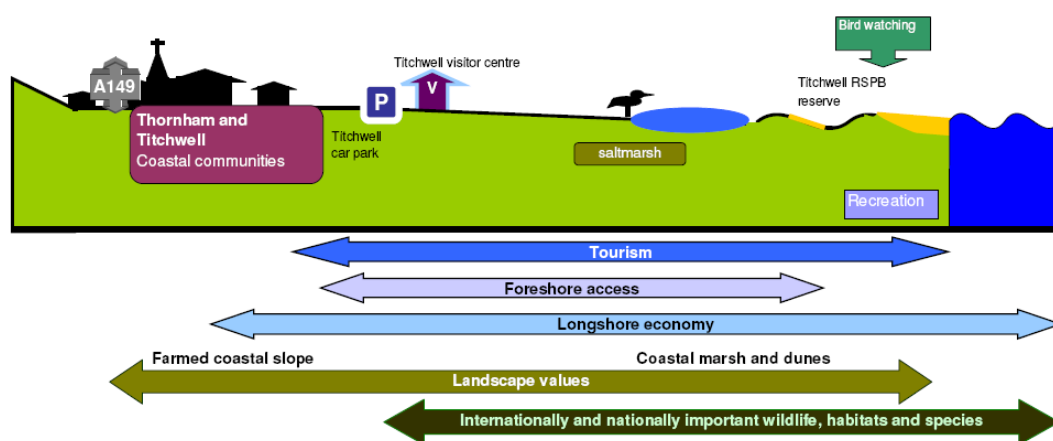 Bird watching
Titchwell visitor centre
A149
V
Titchwell RSPB
reserve
P
Thornham and
Titchwell
Coastal communities
Titchwell
car park
saltmarsh
Recreation
Tourism
Foreshore access
Longshore economy
Farmed coastal slope
Coastal marsh and dunes
Landscape values
Internationally and nationally important wildlife, habitats and species